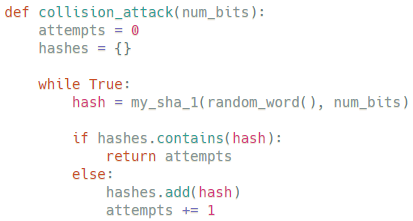 def collision_attack(num_bits):
    attempts = 0
    hashes = {}

    while True:
        hash = my_sha_1(random_word(), num_bits)

        if hashes.contains(hash):
            return attempts
        else:
            hashes.add(hash)
            attempts += 1